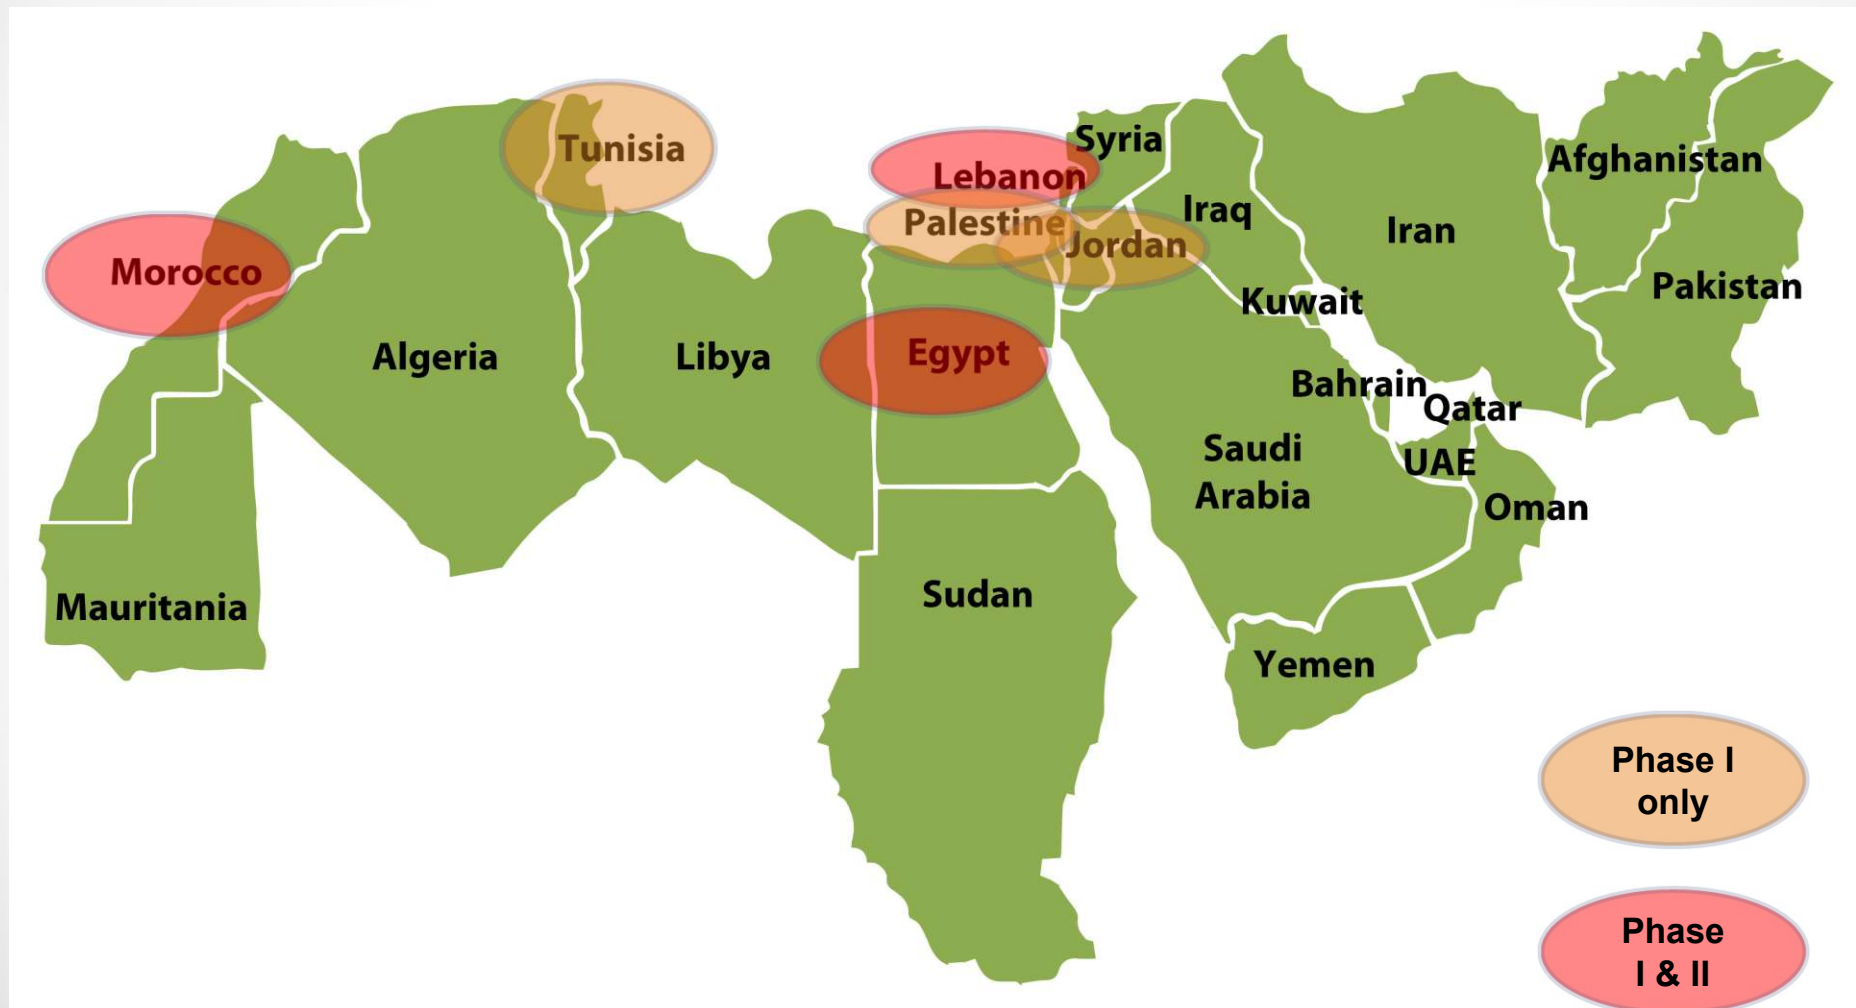 Tunisia
Syria
Lebanon
Afghanistan
Iraq
Palestine
Iran
Jordan
Morocco
Pakistan
Kuwait
Egypt
Algeria
Libya
Bahrain
Qatar
Saudi
Arabia
UAE
Oman
Sudan
Mauritania
Yemen
Phase I
only
Phase
I & II